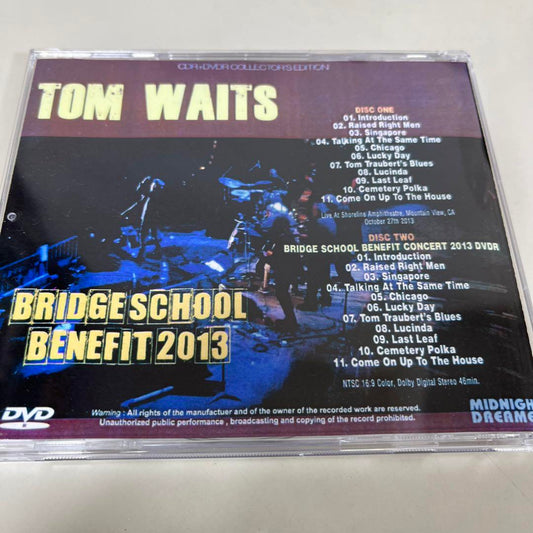 CDR+DVDR COLLECTOR'S EDITION
TOM WAITS
DISC ONE
01. Introduction
02. Raised Right Men
03. Singapore
04. Talking At The Same Time
05. Chicago
06. Lucky Day
07. Tom Traubert's Blues
08. Lucinda
09. Last Leaf
10. Cemetery Polka
11. Come On Up To The House
Live At Shoreline Amphitheatre, Mountain View, CA
October 27th 2013
DISC TWO
BRIDGE SCHOOL BENEFIT CONCERT 2013 DVDR
01. Introduction
02. Raised Right Men
03. Singapore
04. Talking At The Same Time
05. Chicago
06. Lucky Day
07. Tom Traubert's Blues
08. Lucinda
09. Last Leaf
10. Cemetery Polka
11. Come On Up To The House
NTSC 16:9 Color, Dolby Digital Stereo 46min.
BRIDGE SCHOOL
BENEFIT 2013
DVD
Warning : All rights of the manufactuer and of the owner of the recorded work are reserved.
Unauthorized public performance , broadcasting and copying of the record prohibited.
MIDNIGH
DREAME